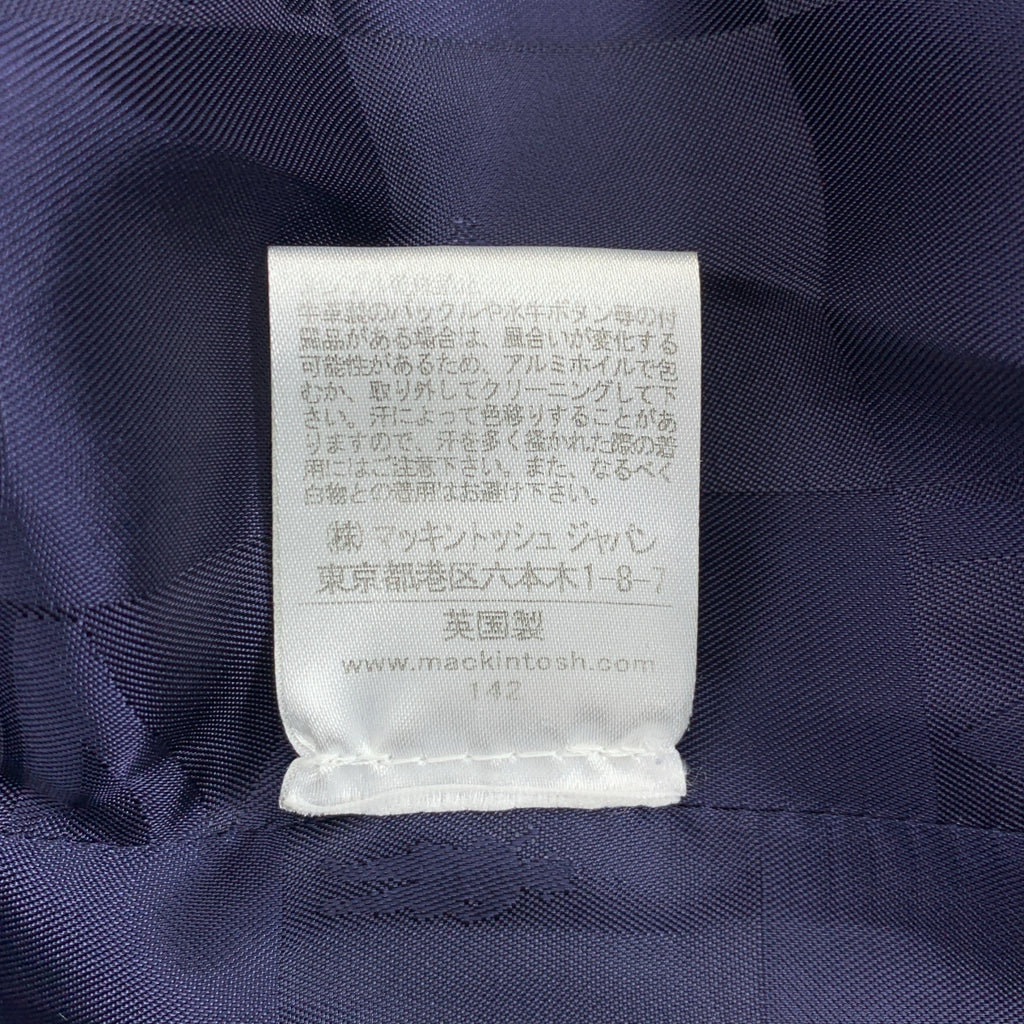 牛革製のバックルや水牛ボタン等の付
属品がある場合は、風合いが変化する
可能性があるため、アルミホイルで包
むか、取り外してクリーニングして下
さい。汗によって色移りすることがあ
りますので、汗を多く盛かれた際の着
用にはご注意下さい。また、なるべく
白物との着用はお避け下さい。
(株) マッキントッシュ ジャパン
東京都港区六本木1-8-7
英国製
www.mackintosh.com
142